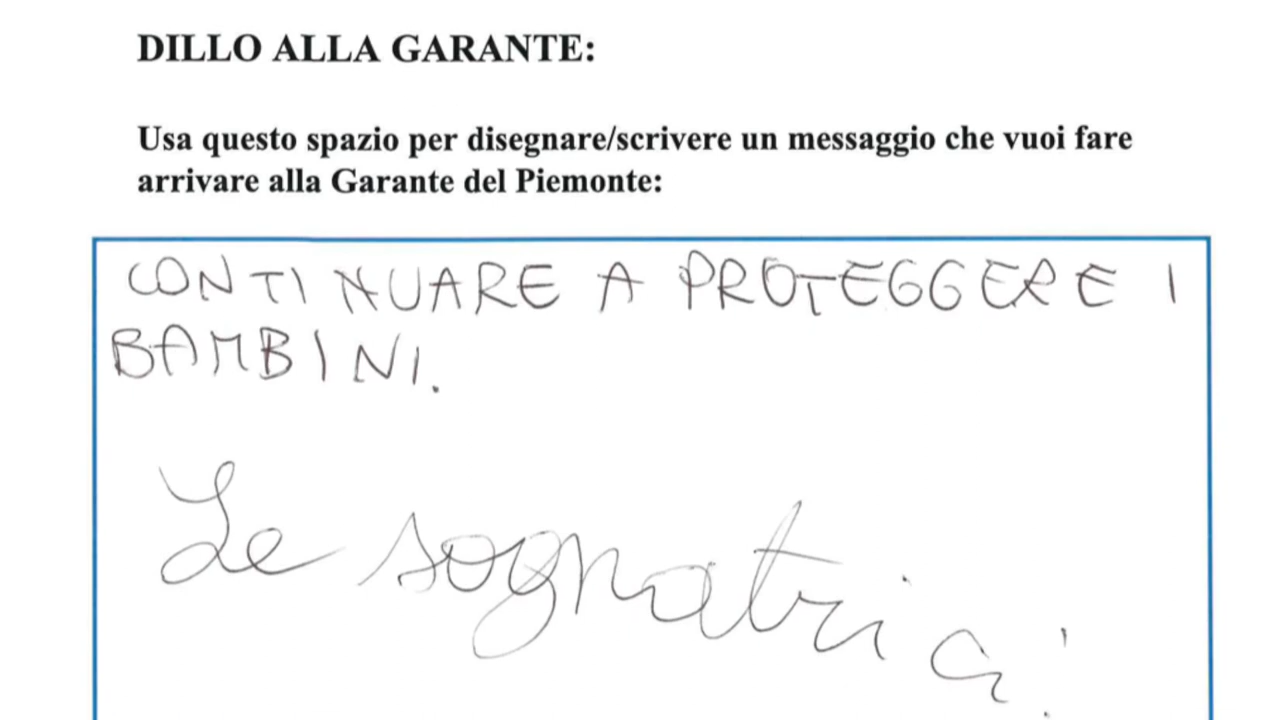 DILLO ALLA GARANTE:
Usa questo spazio per disegnare/scrivere un messaggio che vuoi fare
arrivare alla Garante del Piemonte:
CONTINUARE A PROTEGGERE I
BAMBINI.
Le sognatrici